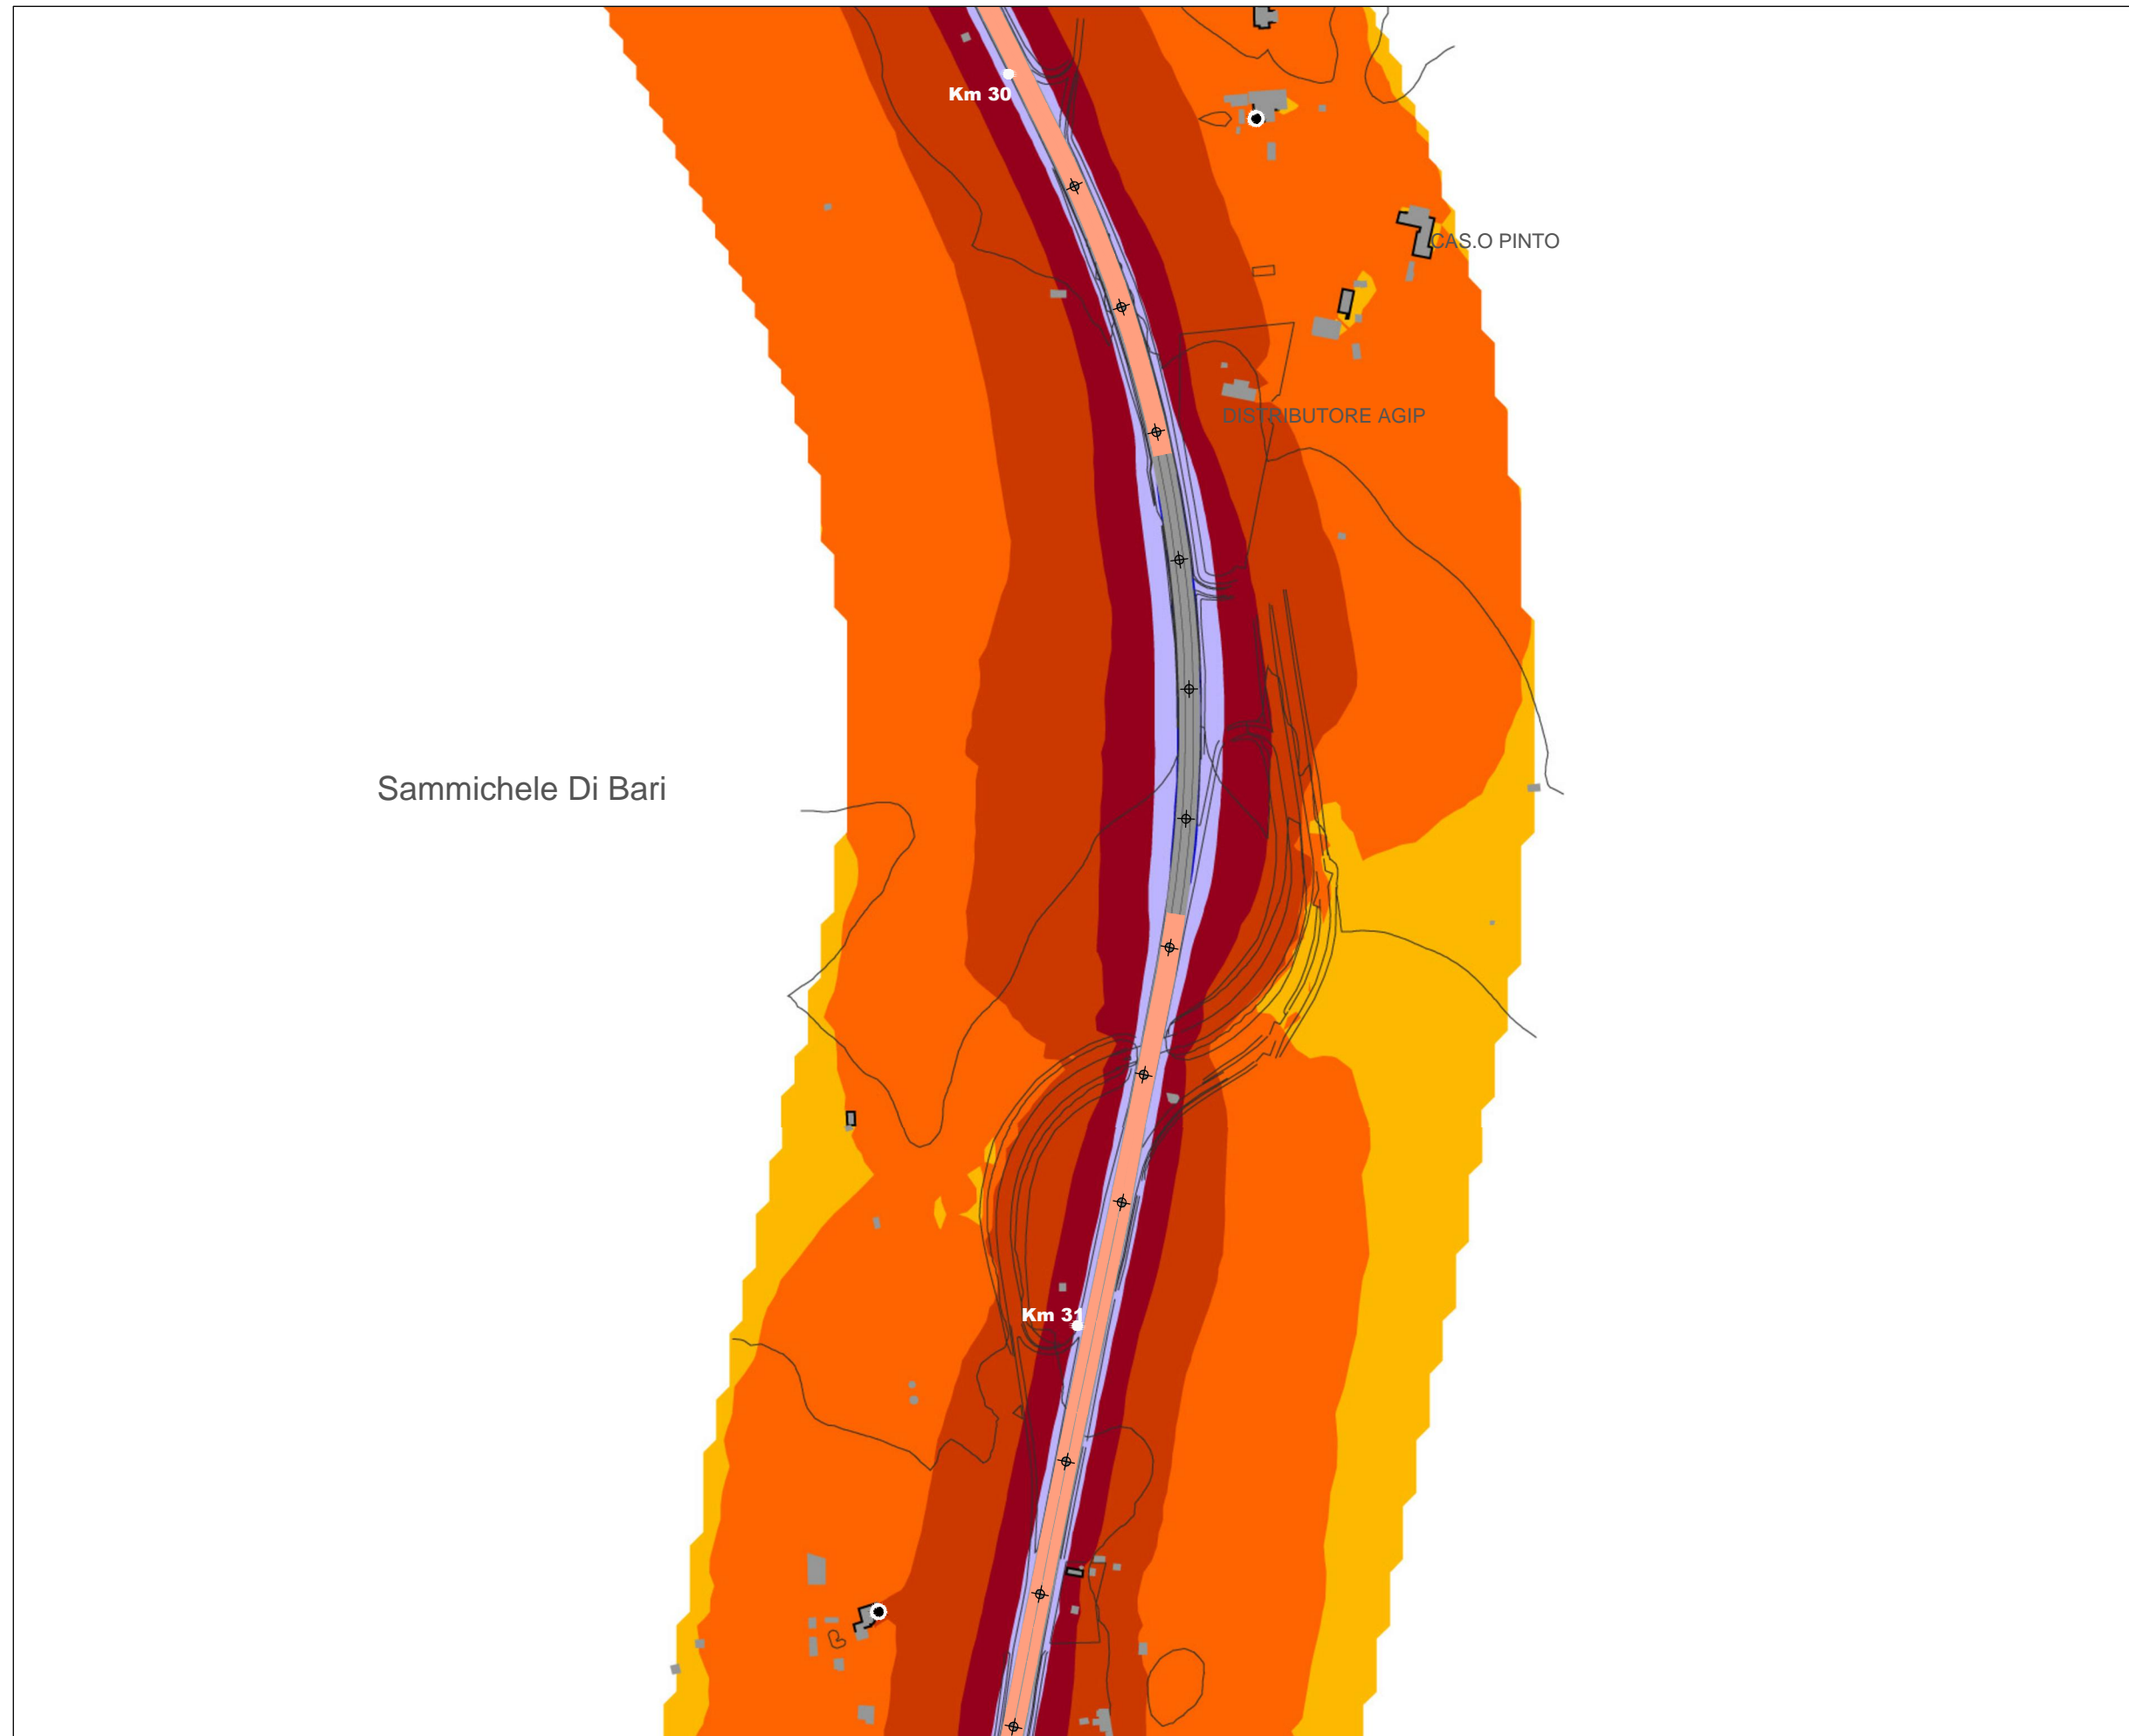 Km 30
CAS.O PINTO
DISTRIBUTORE AGIP
Sammichele Di Bari
Km 31